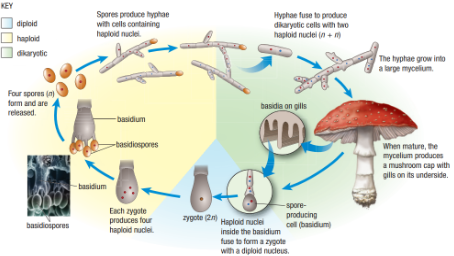 KEY
diploid
haploid
dikaryotic
Spores produce hyphae
with cells containing
haploid nuclei.
Hyphae fuse to produce
dikaryotic cells with two
haploid nuclei (n + n)
The hyphae grow into
a large mycelium.
Four spores (n)
form and are
released.
basidium
basidiospores
basidia on gills
When mature, the
mycelium produces
a mushroom cap with
gills on its underside.
basidium
basidiospores
Each zygote
produces four
haploid nuclei.
zygote (2n)
Haploid nuclei
inside the basidium
fuse to form a zygote
with a diploid nucleus.
spore-
producing
cell (basidium)